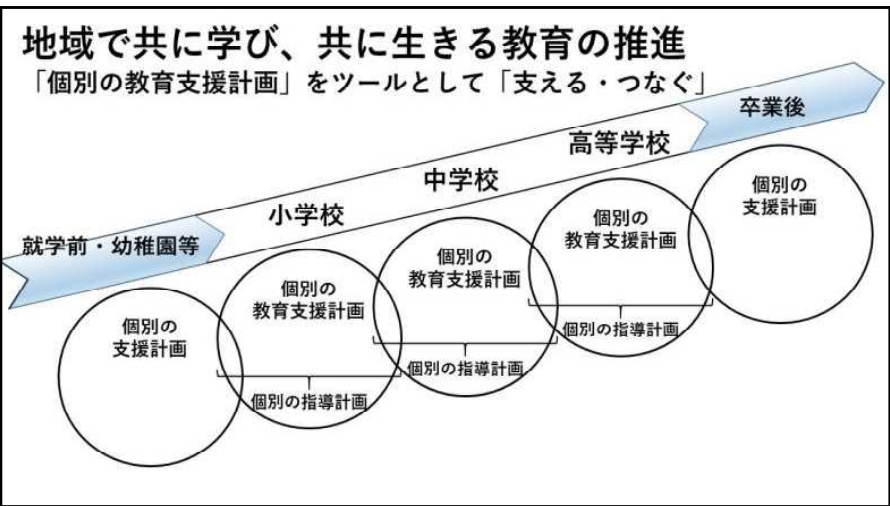 地域で共に学び、共に生きる教育の推進
「個別の教育支援計画」をツールとして「支える・つなぐ」
就学前・幼稚園等
小学校
中学校
高等学校
卒業後
個別の
支援計画
個別の
教育支援計画
個別の指導計画
個別の
教育支援計画
個別の指導計画
個別の
教育支援計画
個別の指導計画
個別の
支援計画